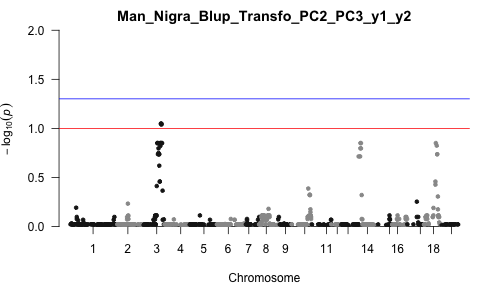 Man_Nigra_Blup_Transfo_PC2_PC3_y1_y2
− log10(p)
2.0
1.5
1.0
0.5
0.0
1 2 3 4 5 6 7 8 9 11 14 16 18
Chromosome